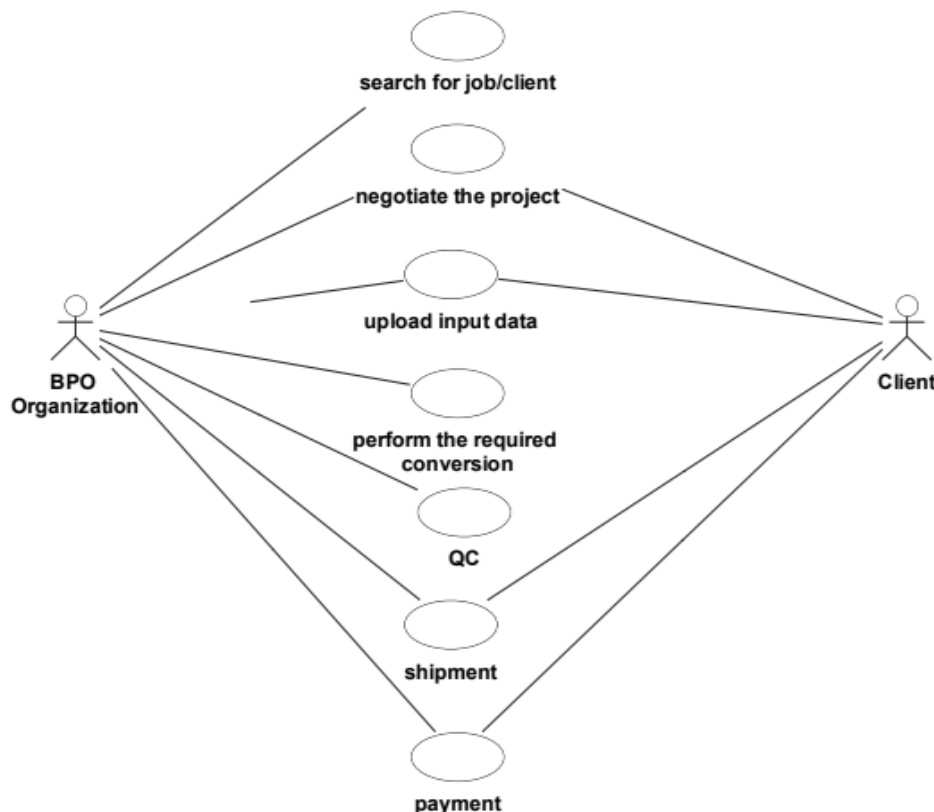 search for job/client
negotiate the project
upload input data
BPO
Organization
Client
perform the required
conversion
QC
shipment
payment